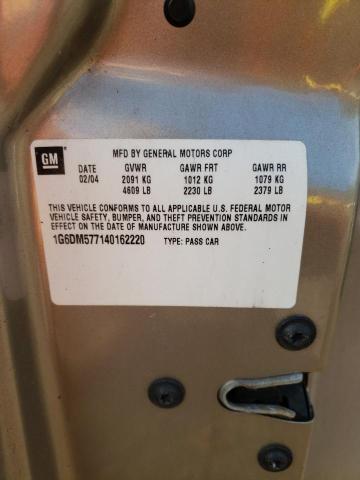 GM
MFD BY GENERAL MOTORS CORP
DATE GVWR GAWR FRT GAWR RR
02/04 2091 KG 1012 KG 1079 KG
4609 LB 2230 LB 2379 LB
THIS VEHICLE CONFORMS TO ALL APPLICABLE U.S. FEDERAL MOTOR
VEHICLE SAFETY, BUMPER, AND THEFT PREVENTION STANDARDS IN
EFFECT ON THE DATE OF MANUFACTURE SHOWN ABOVE.
1G6DM577140162220 TYPE: PASS CAR